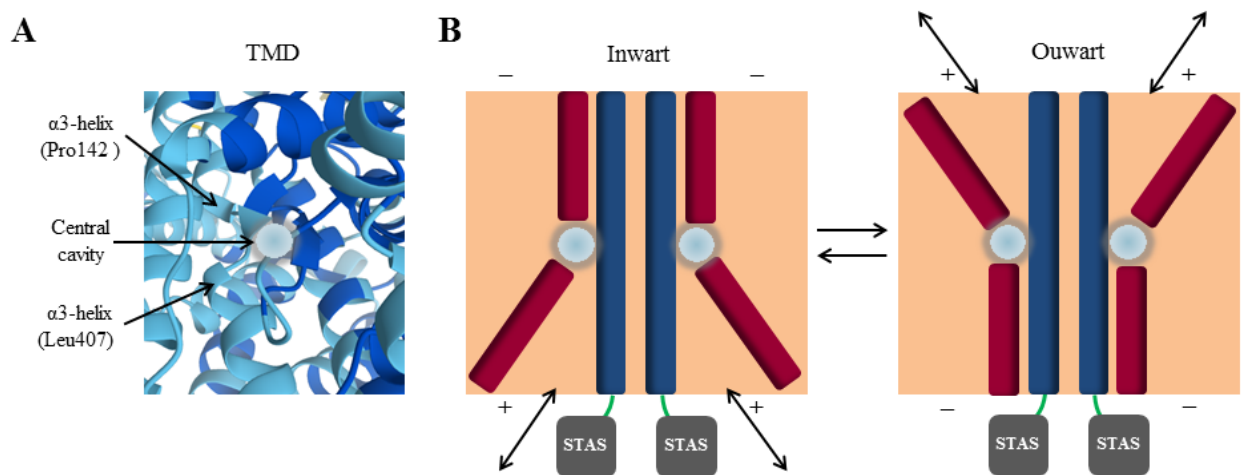 A
TMD
α3-helix
(Pro142 )
Central
cavity
α3-helix
(Leu407)
B
Inwart
– –
+ +
STAS STAS
Ouwart
+ +
– –
STAS STAS